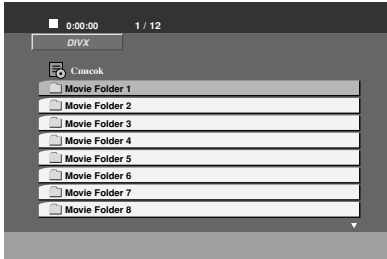 0:00:00 1 / 12
DIVX
Список
Movie Folder 1
Movie Folder 2
Movie Folder 3
Movie Folder 4
Movie Folder 5
Movie Folder 6
Movie Folder 7
Movie Folder 8